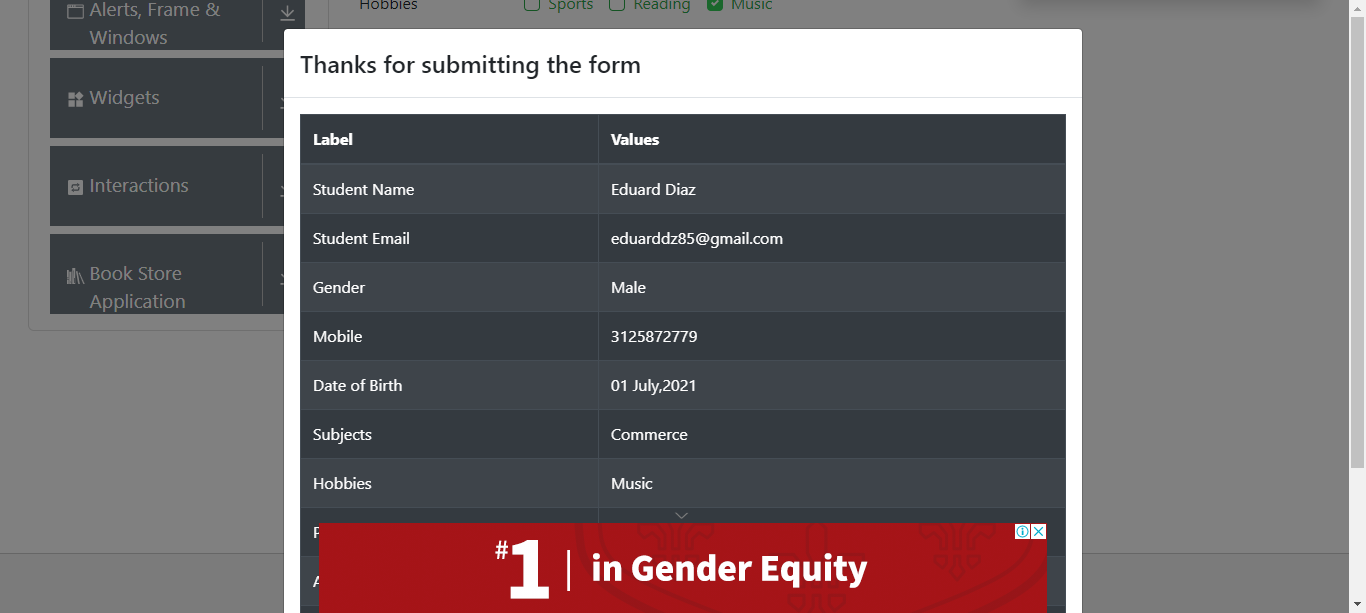 Hobbies
Sports Reading Music
Alerts, Frame &
Windows
Widgets
Interactions
Book Store
Application
Thanks for submitting the form
Label Values
Student Name Eduard Diaz
Student Email eduarddz85@gmail.com
Gender Male
Mobile 3125872779
Date of Birth 01 July,2021
Subjects Commerce
Hobbies Music
#1 in Gender Equity